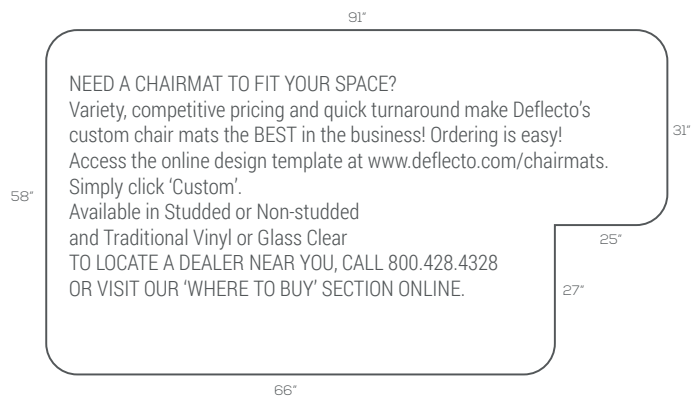 91"
NEED A CHAIRMAT TO FIT YOUR SPACE?
Variety, competitive pricing and quick turnaround make Deflecto's
custom chair mats the BEST in the business! Ordering is easy!
31"
Access the online design template at www.deflecto.com/chairmats.
Simply click 'Custom'.
58"
Available in Studded or Non-studded
and Traditional Vinyl or Glass Clear
25"
TO LOCATE A DEALER NEAR YOU, CALL 800.428.4328
OR VISIT OUR 'WHERE TO BUY' SECTION ONLINE.
27"
66"